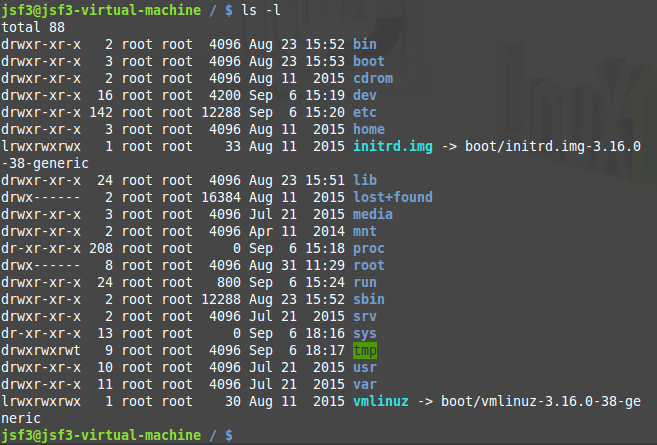 jsf3@jsf3-virtual-machine / $ ls -l
total 88
drwxr-xr-x   2 root root  4096 Aug 23 15:52 bin
drwxr-xr-x   3 root root  4096 Aug 23 15:53 boot
drwxr-xr-x   2 root root  4096 Aug 11  2015 cdrom
drwxr-xr-x  16 root root  4200 Sep  6 15:19 dev
drwxr-xr-x 142 root root 12288 Sep  6 15:20 etc
drwxr-xr-x   3 root root  4096 Aug 11  2015 home
lrwxrwxrwx   1 root root    33 Aug 11  2015 initrd.img -> boot/initrd.img-3.16.0
-38-generic
drwxr-xr-x  24 root root  4096 Aug 23 15:51 lib
drwx------   2 root root 16384 Aug 11  2015 lost+found
drwxr-xr-x   3 root root  4096 Jul 21  2015 media
drwxr-xr-x   2 root root  4096 Apr 11  2014 mnt
dr-xr-xr-x 208 root root     0 Sep  6 15:18 proc
drwx------   8 root root  4096 Aug 31 11:29 root
drwxr-xr-x  24 root root   800 Sep  6 15:24 run
drwxr-xr-x   2 root root 12288 Aug 23 15:52 sbin
drwxr-xr-x   2 root root  4096 Jul 21  2015 srv
dr-xr-xr-x  13 root root     0 Sep  6 18:16 sys
drwxrwxrwt   9 root root  4096 Sep  6 18:17 tmp
drwxr-xr-x  10 root root  4096 Jul 21  2015 usr
drwxr-xr-x  11 root root  4096 Jul 21  2015 var
lrwxrwxrwx   1 root root    30 Aug 11  2015 vmlinuz -> boot/vmlinuz-3.16.0-38-ge
neric
jsf3@jsf3-virtual-machine / $